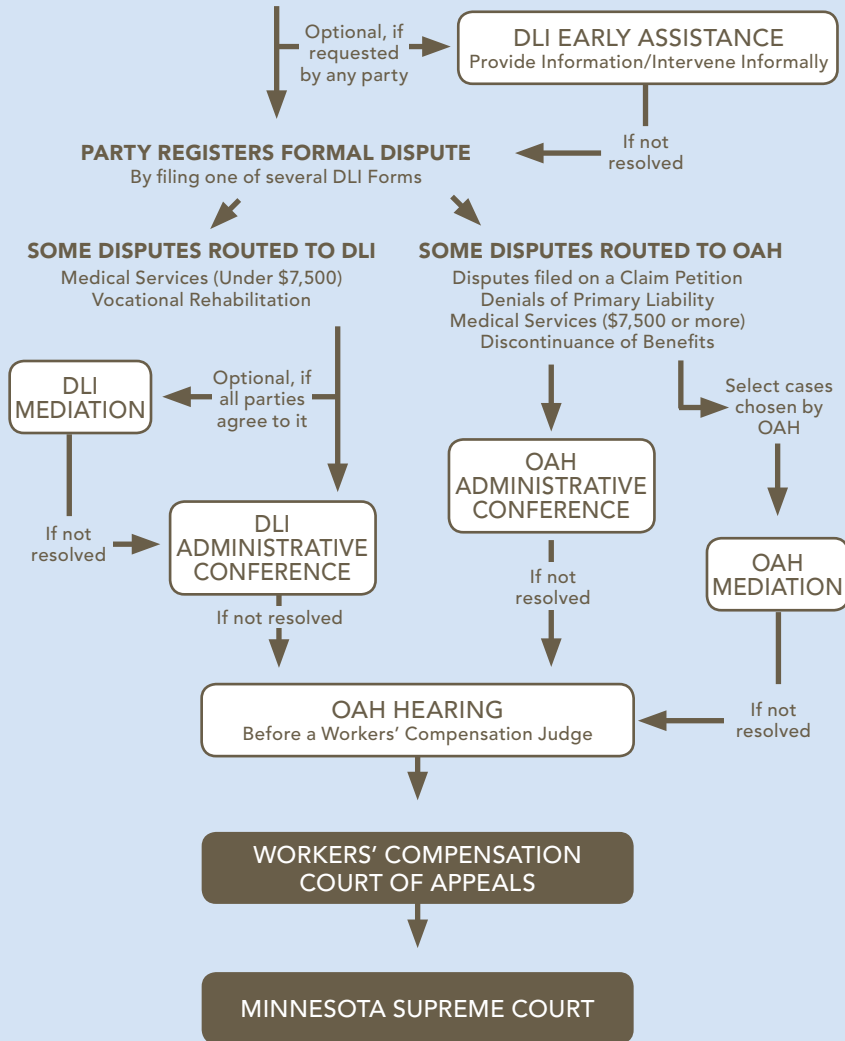 Optional, if
requested
by any party
DLI EARLY ASSISTANCE
Provide Information/Intervene Informally
If not
resolved
PARTY REGISTERS FORMAL DISPUTE
By filing one of several DLI Forms
SOME DISPUTES ROUTED TO DLI
Medical Services (Under $7,500)
Vocational Rehabilitation
SOME DISPUTES ROUTED TO OAH
Disputes filed on a Claim Petition
Denials of Primary Liability
Medical Services ($7,500 or more)
Discontinuance of Benefits
DLI
MEDIATION
Optional, if
all parties
agree to it
Select cases
chosen by
OAH
If not
resolved
DLI
ADMINISTRATIVE
CONFERENCE
OAH
ADMINISTRATIVE
CONFERENCE
OAH
MEDIATION
If not resolved
If not
resolved
If not
resolved
OAH HEARING
Before a Workers’ Compensation Judge
WORKERS’ COMPENSATION
COURT OF APPEALS
MINNESOTA SUPREME COURT